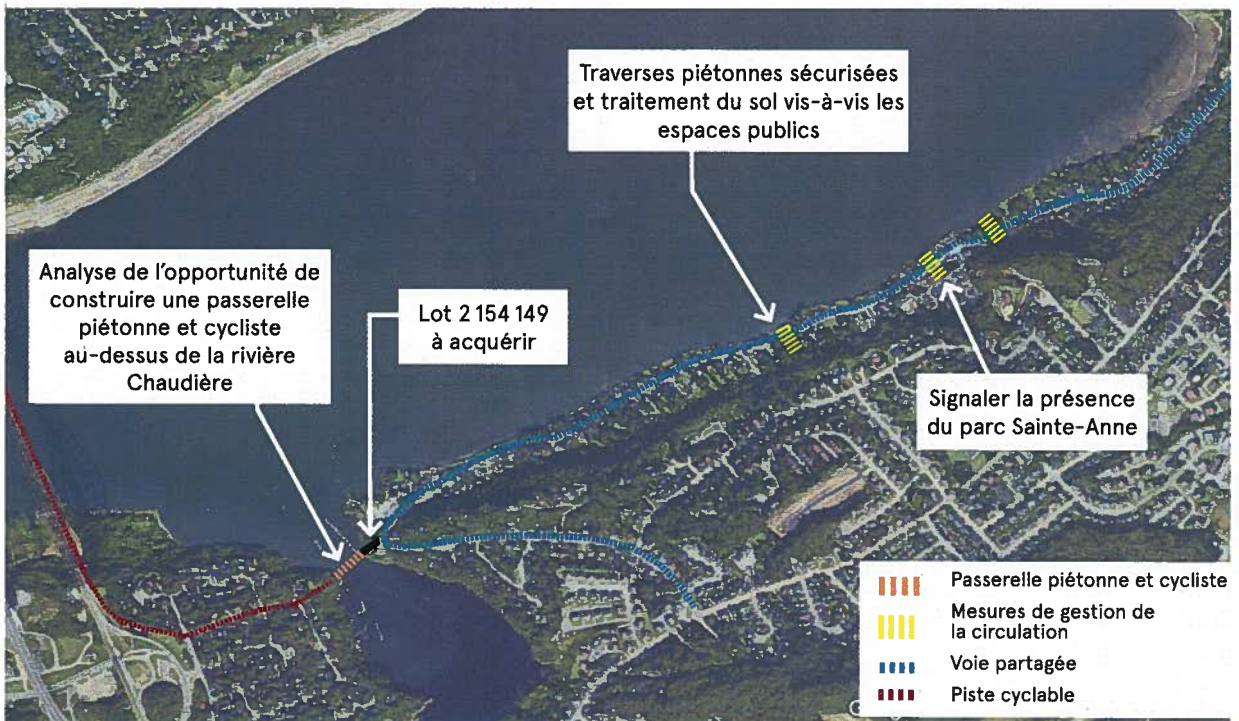 Traverses piétonnes sécurisées
et traitement du sol vis-à-vis les
espaces publics
Analyse de l'opportunité de
construire une passerelle
piétonne et cycliste
au-dessus de la rivière
Chaudière
Lot 2 154 149
à acquérir
Signaler la présence
du parc Sainte-Anne
Passerelle piétonne et cycliste
Mesures de gestion de
la circulation
Voie partagée
Piste cyclable